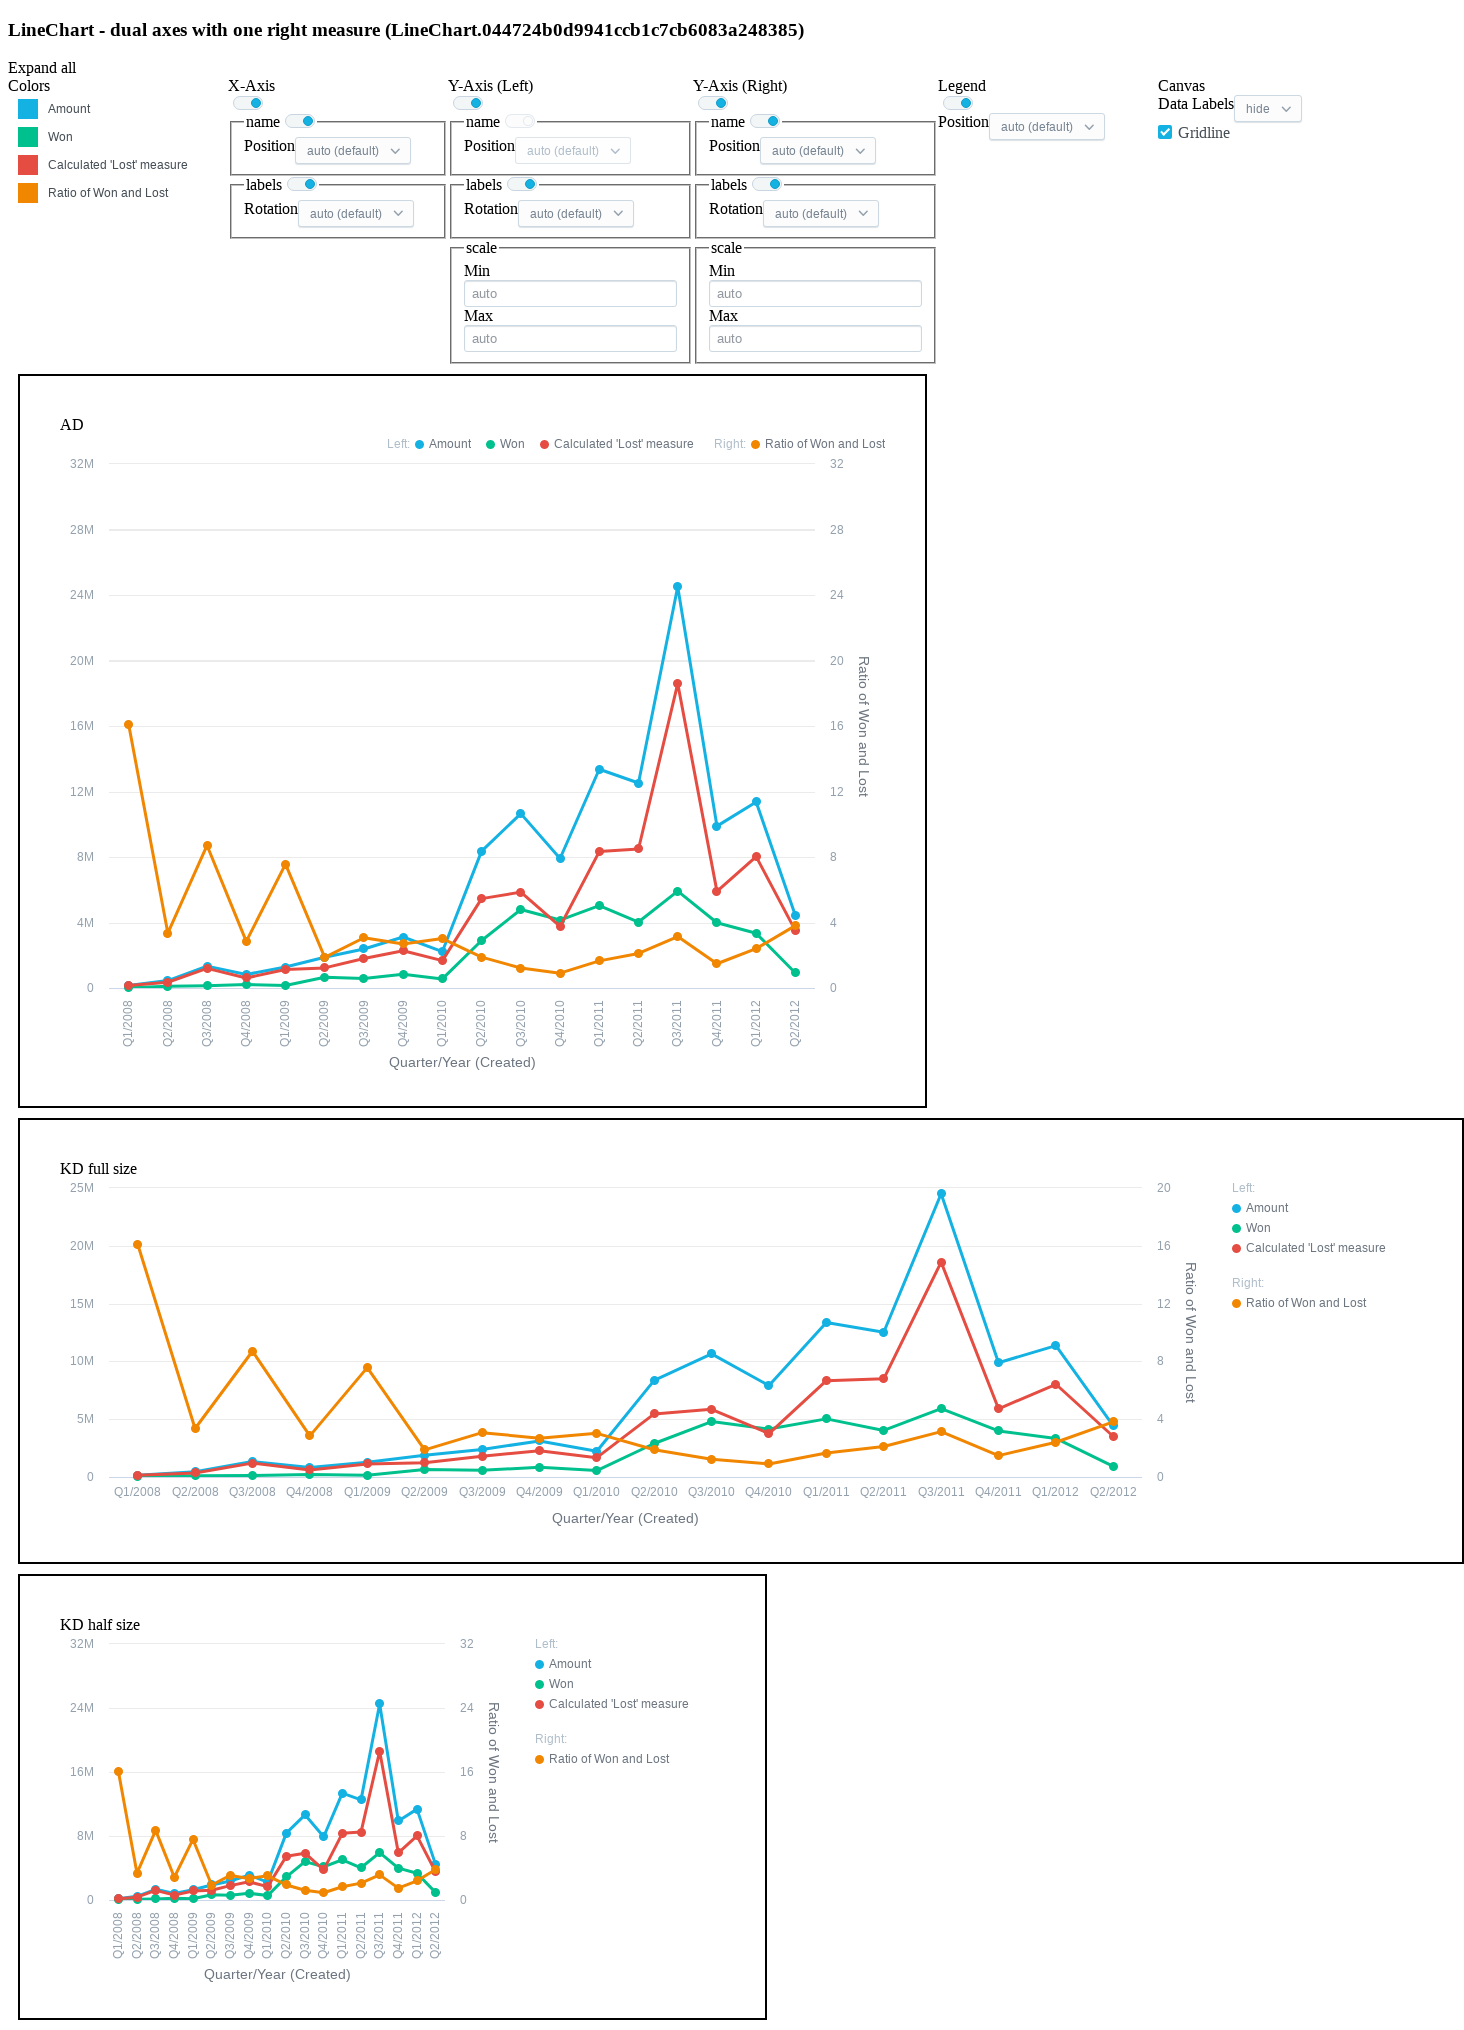 LineChart - dual axes with one right measure (LineChart.044724b0d9941ccb1c7cb6083a248385)
Expand all
Colors
Amount
Won
Calculated 'Lost' measure
Ratio of Won and Lost
X-Axis
name
Position auto (default)
labels
Rotation auto (default)
Y-Axis (Left)
name
Position auto (default)
labels
Rotation auto (default)
scale
Min
auto
Max
auto
Y-Axis (Right)
name
Position auto (default)
labels
Rotation auto (default)
scale
Min
auto
Max
auto
Legend
Position auto (default)
Canvas
Data Labels hide
Gridline
AD
Left: Amount Won Calculated 'Lost' measure Right: Ratio of Won and Lost
32M 32
28M 28
24M 24
20M 20
16M 16
12M 12
8M 8
4M 4
0 0
Ratio of Won and Lost
Q1/2008 Q2/2008 Q3/2008 Q4/2008 Q1/2009 Q2/2009 Q3/2009 Q4/2009 Q1/2010 Q2/2010 Q3/2010 Q4/2010 Q1/2011 Q2/2011 Q3/2011 Q4/2011 Q1/2012 Q2/2012
Quarter/Year (Created)
KD full size
25M 20
20M 16
15M 12
10M 8
5M 4
0 0
Ratio of Won and Lost
Left:
Amount
Won
Calculated 'Lost' measure
Right:
Ratio of Won and Lost
Q1/2008 Q2/2008 Q3/2008 Q4/2008 Q1/2009 Q2/2009 Q3/2009 Q4/2009 Q1/2010 Q2/2010 Q3/2010 Q4/2010 Q1/2011 Q2/2011 Q3/2011 Q4/2011 Q1/2012 Q2/2012
Quarter/Year (Created)
KD half size
32M 32
24M 24
16M 16
8M 8
0 0
Ratio of Won and Lost
Left:
Amount
Won
Calculated 'Lost' measure
Right:
Ratio of Won and Lost
Q1/2008 Q2/2008 Q3/2008 Q4/2008 Q1/2009 Q2/2009 Q3/2009 Q4/2009 Q1/2010 Q2/2010 Q3/2010 Q4/2010 Q1/2011 Q2/2011 Q3/2011 Q4/2011 Q1/2012 Q2/2012
Quarter/Year (Created)